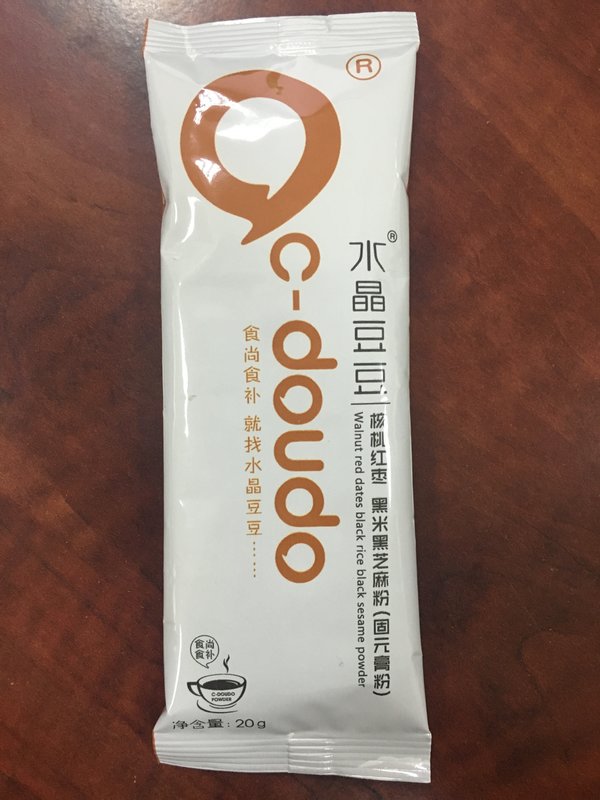 ®
c-doudo
水晶豆豆®
核桃红枣 黑米黑芝麻粉(固元膏粉)
Walnut red dates black rice black sesame powder
食尚食补 就找水晶豆豆……
食尚
食补
C-DOUDO
POWDER
净含量: 20g